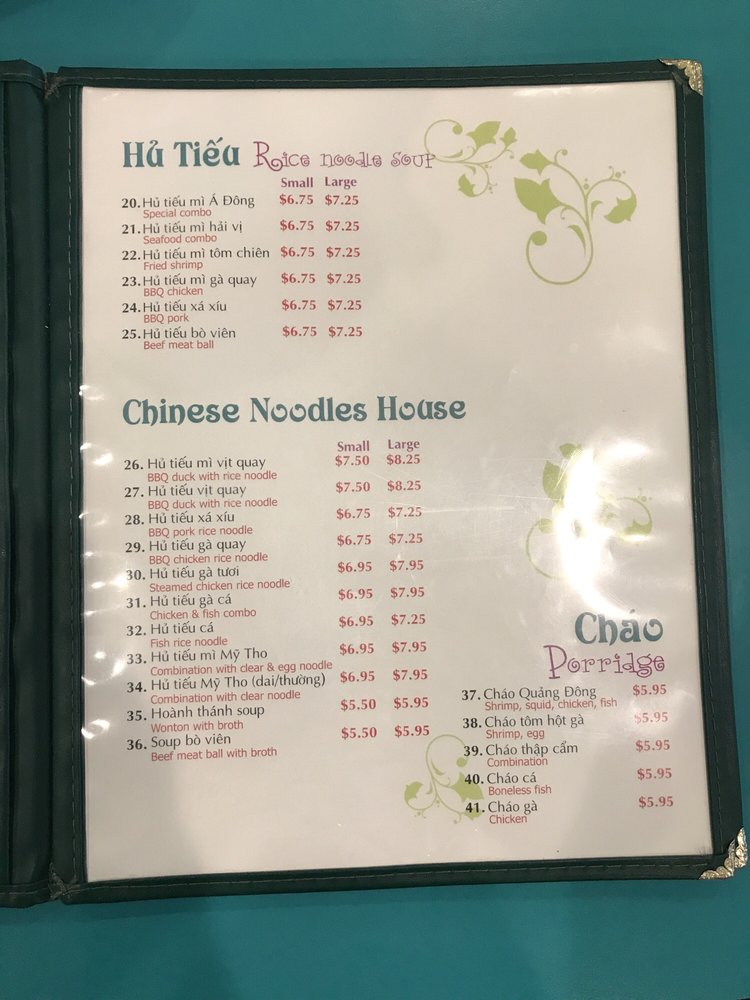 Hủ Tiếu Rice noodle soup
Small Large
20. Hủ tiếu mì Á Đông $6.75 $7.25
Special combo
21. Hủ tiếu mì hải vị $6.75 $7.25
Seafood combo
22. Hủ tiếu mì tôm chiên $6.75 $7.25
Fried shrimp
23. Hủ tiếu mì gà quay $6.75 $7.25
BBQ chicken
24. Hủ tiếu xá xíu $6.75 $7.25
BBQ pork
25. Hủ tiếu bò viên $6.75 $7.25
Beef meat ball
Chinese Noodles House
Small Large
26. Hủ tiếu mì vịt quay $7.50 $8.25
BBQ duck with rice noodle
27. Hủ tiếu vịt quay $7.50 $8.25
BBQ duck with rice noodle
28. Hủ tiếu xá xíu $6.75 $7.25
BBQ pork rice noodle
29. Hủ tiếu gà quay $6.75 $7.25
BBQ chicken rice noodle
30. Hủ tiếu gà tươi $6.95 $7.95
Steamed chicken rice noodle
31. Hủ tiếu gà cá $6.95 $7.95
Chicken & fish combo
32. Hủ tiếu cá $6.95 $7.25
Fish rice noodle
33. Hủ tiếu mì Mỹ Tho $6.95 $7.95
Combination with clear & egg noodle
34. Hủ tiếu Mỹ Tho (dai/thường) $6.95 $7.95
Combination with clear noodle
35. Hoành thánh soup $5.50 $5.95
Wonton with broth
36. Soup bò viên $5.50 $5.95
Beef meat ball with broth
Cháo
Porridge
37. Cháo Quảng Đông $5.95
Shrimp, squid, chicken, fish
38. Cháo tôm hột gà $5.95
Shrimp, egg
39. Cháo thập cẩm $5.95
Combination
40. Cháo cá $5.95
Boneless fish
41. Cháo gà $5.95
Chicken